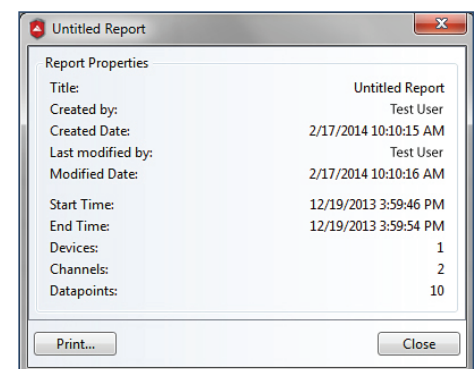 Untitled Report
Report Properties
Title: Untitled Report
Created by: Test User
Created Date: 2/17/2014 10:10:15 AM
Last modified by: Test User
Modified Date: 2/17/2014 10:10:16 AM
Start Time: 12/19/2013 3:59:46 PM
End Time: 12/19/2013 3:59:54 PM
Devices: 1
Channels: 2
Datapoints: 10
Print... Close